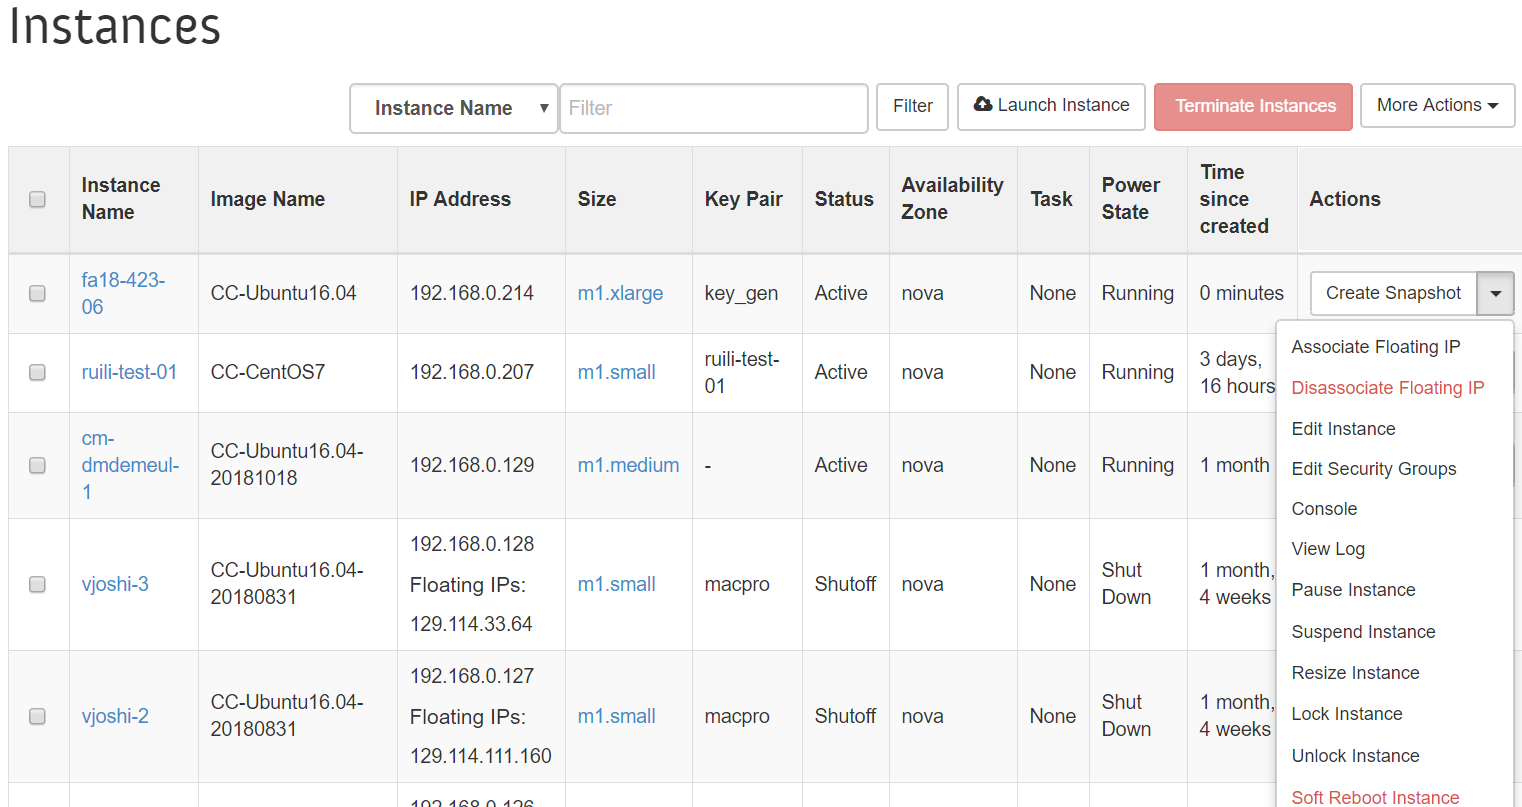 Instances
Instance Name
Filter
Filter
Launch Instance
Terminate Instances
More Actions
Instance
Name
Image Name
IP Address
Size
Key Pair
Status
Availability
Zone
Task
Power
State
Time
since
created
Actions
fa18-423-
06
CC-Ubuntu16.04
192.168.0.214
m1.xlarge
key_gen
Active
nova
None
Running
0 minutes
Create Snapshot
ruili-test-01
CC-CentOS7
192.168.0.207
m1.small
ruili-test-
01
Active
nova
None
Running
3 days,
16 hours
cm-
dmdemeul-
1
CC-Ubuntu16.04-
20181018
192.168.0.129
m1.medium
-
Active
nova
None
Running
1 month
vjoshi-3
CC-Ubuntu16.04-
20180831
192.168.0.128
Floating IPs:
129.114.33.64
m1.small
macpro
Shutoff
nova
None
Shut
Down
1 month,
4 weeks
vjoshi-2
CC-Ubuntu16.04-
20180831
192.168.0.127
Floating IPs:
129.114.111.160
m1.small
macpro
Shutoff
nova
None
Shut
Down
1 month,
4 weeks
192.168.0.126
Associate Floating IP
Disassociate Floating IP
Edit Instance
Edit Security Groups
Console
View Log
Pause Instance
Suspend Instance
Resize Instance
Lock Instance
Unlock Instance
Soft Reboot Instance